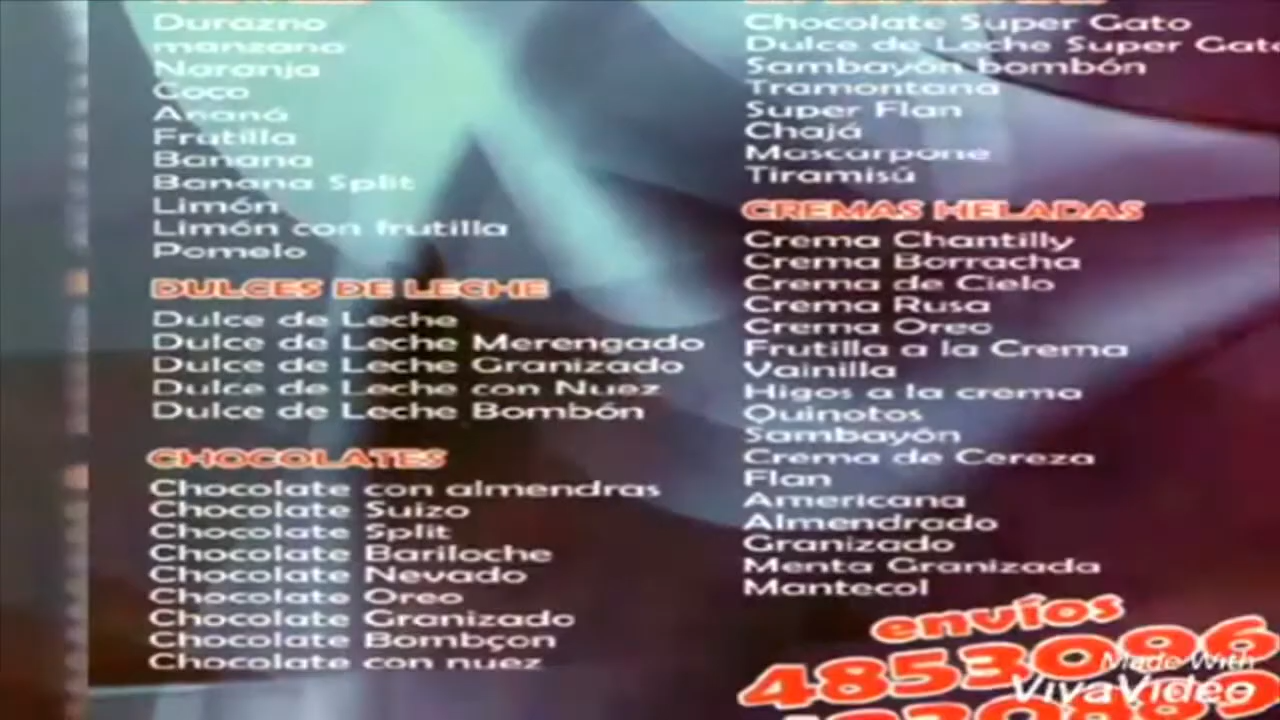 Durazno
manzana
Naranja
Coco
Ananá
Frutilla
Banana
Banana Split
Limón
Limón con frutilla
Pomelo
DULCES DE LECHE
Dulce de Leche
Dulce de Leche Merengado
Dulce de Leche Granizado
Dulce de Leche con Nuez
Dulce de Leche Bombón
CHOCOLATES
Chocolate con almendras
Chocolate Suizo
Chocolate Split
Chocolate Bariloche
Chocolate Nevado
Chocolate Oreo
Chocolate Granizado
Chocolate Bombçon
Chocolate con nuez
Chocolate Super Gato
Dulce de Leche Super Gato
Sambayón bombón
Tramontana
Super Flan
Chajá
Mascarpone
Tiramisú
CREMAS HELADAS
Crema Chantilly
Crema Borracha
Crema de Cielo
Crema Rusa
Crema Oreo
Frutilla a la Crema
Vainilla
Higos a la crema
Quinotos
Sambayón
Crema de Cereza
Flan
Americana
Almendrado
Granizado
Menta Granizada
Mantecol
envíos
48530096
Made With
VivaVideo